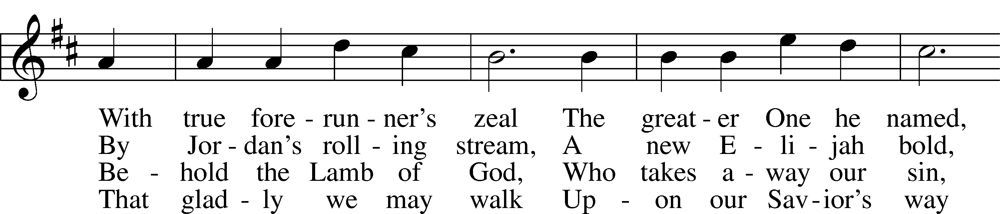 With true fore - run - ner’s zeal The great - er One he named,
By Jor - dan’s roll - ing stream, A new E - li - jah bold,
Be - hold the Lamb of God, Who takes a - way our sin,
That glad - ly we may walk Up - on our Sav - ior’s way